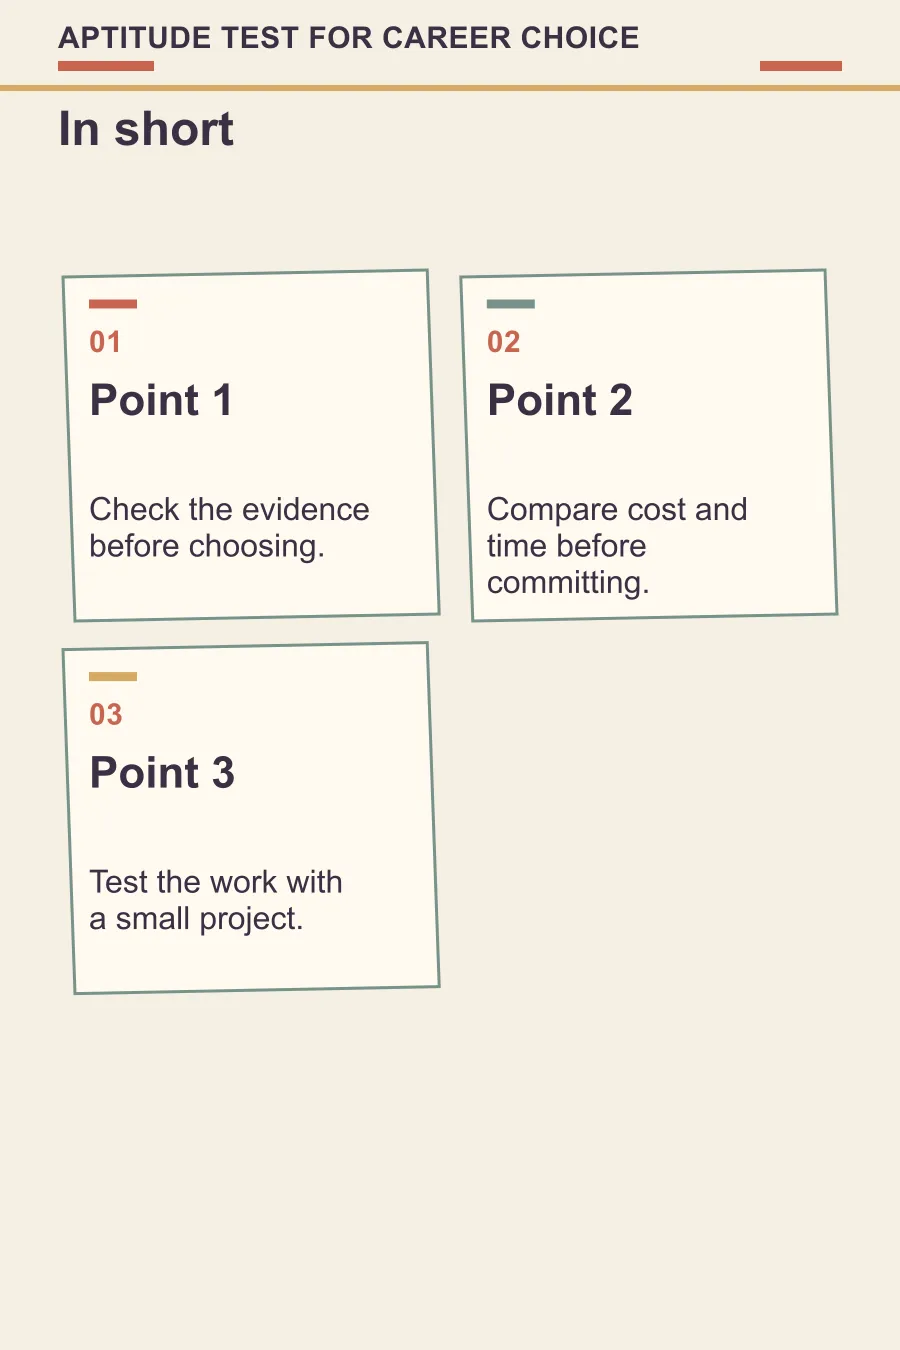 APTITUDE TEST FOR CAREER CHOICE
In short
01
Point 1
Check the evidence
before choosing.
02
Point 2
Compare cost and
time before
committing.
03
Point 3
Test the work with
a small project.